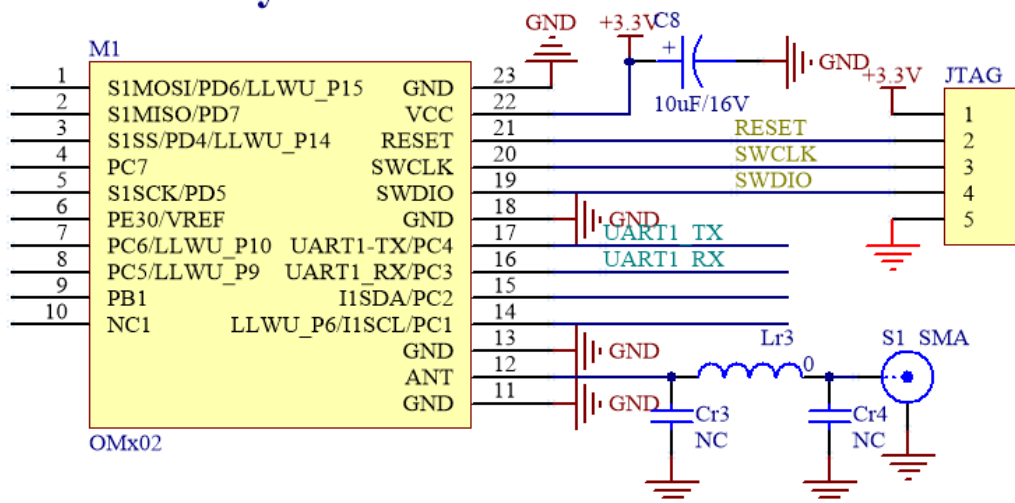 GND
+3.3V
C8
+
10uF/16V
GND
+3.3V
JTAG
M1
1 S1MOSI/PD6/LLWU_P15 GND 23
2 S1MISO/PD7 VCC 22
3 S1SS/PD4/LLWU_P14 RESET 21 RESET
4 PC7 SWCLK 20 SWCLK
5 S1SCK/PD5 SWDIO 19 SWDIO
6 PE30/VREF GND 18 GND
7 PC6/LLWU_P10 UART1-TX/PC4 17 UART1_TX
8 PC5/LLWU_P9 UART1_RX/PC3 16 UART1_RX
9 PB1 I1SDA/PC2 15
10 NC1 LLWU_P6/I1SCL/PC1 14
GND 13 GND
ANT 12
GND 11 GND
OMx02
1
2
3
4
5
Lr3
0
S1 SMA
Cr3
NC
Cr4
NC